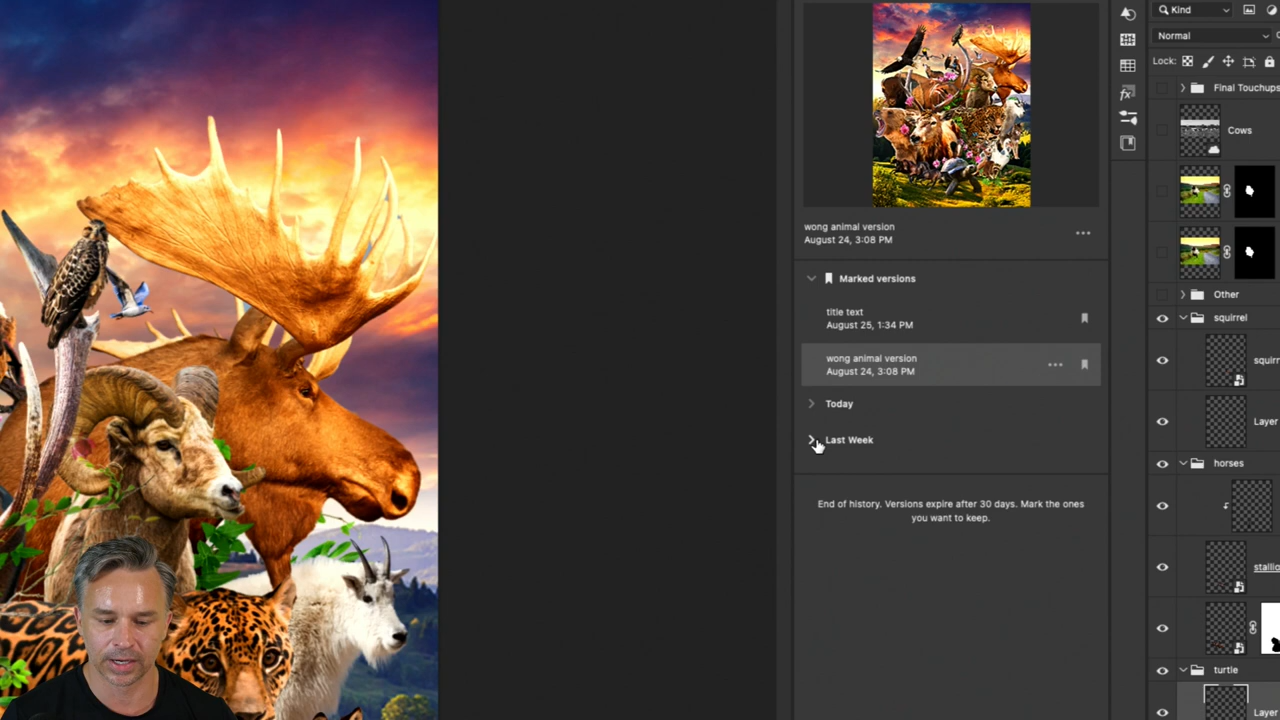 wong animal version
August 24, 3:08 PM
Marked versions
title text
August 25, 1:34 PM
wong animal version
August 24, 3:08 PM
Today
Last Week
End of history. Versions expire after 30 days. Mark the ones
you want to keep.
Kind
Normal
Lock:
Final Touchups
Cows
Other
squirrel
squirr
Layer
horses
stallio
turtle
Layer